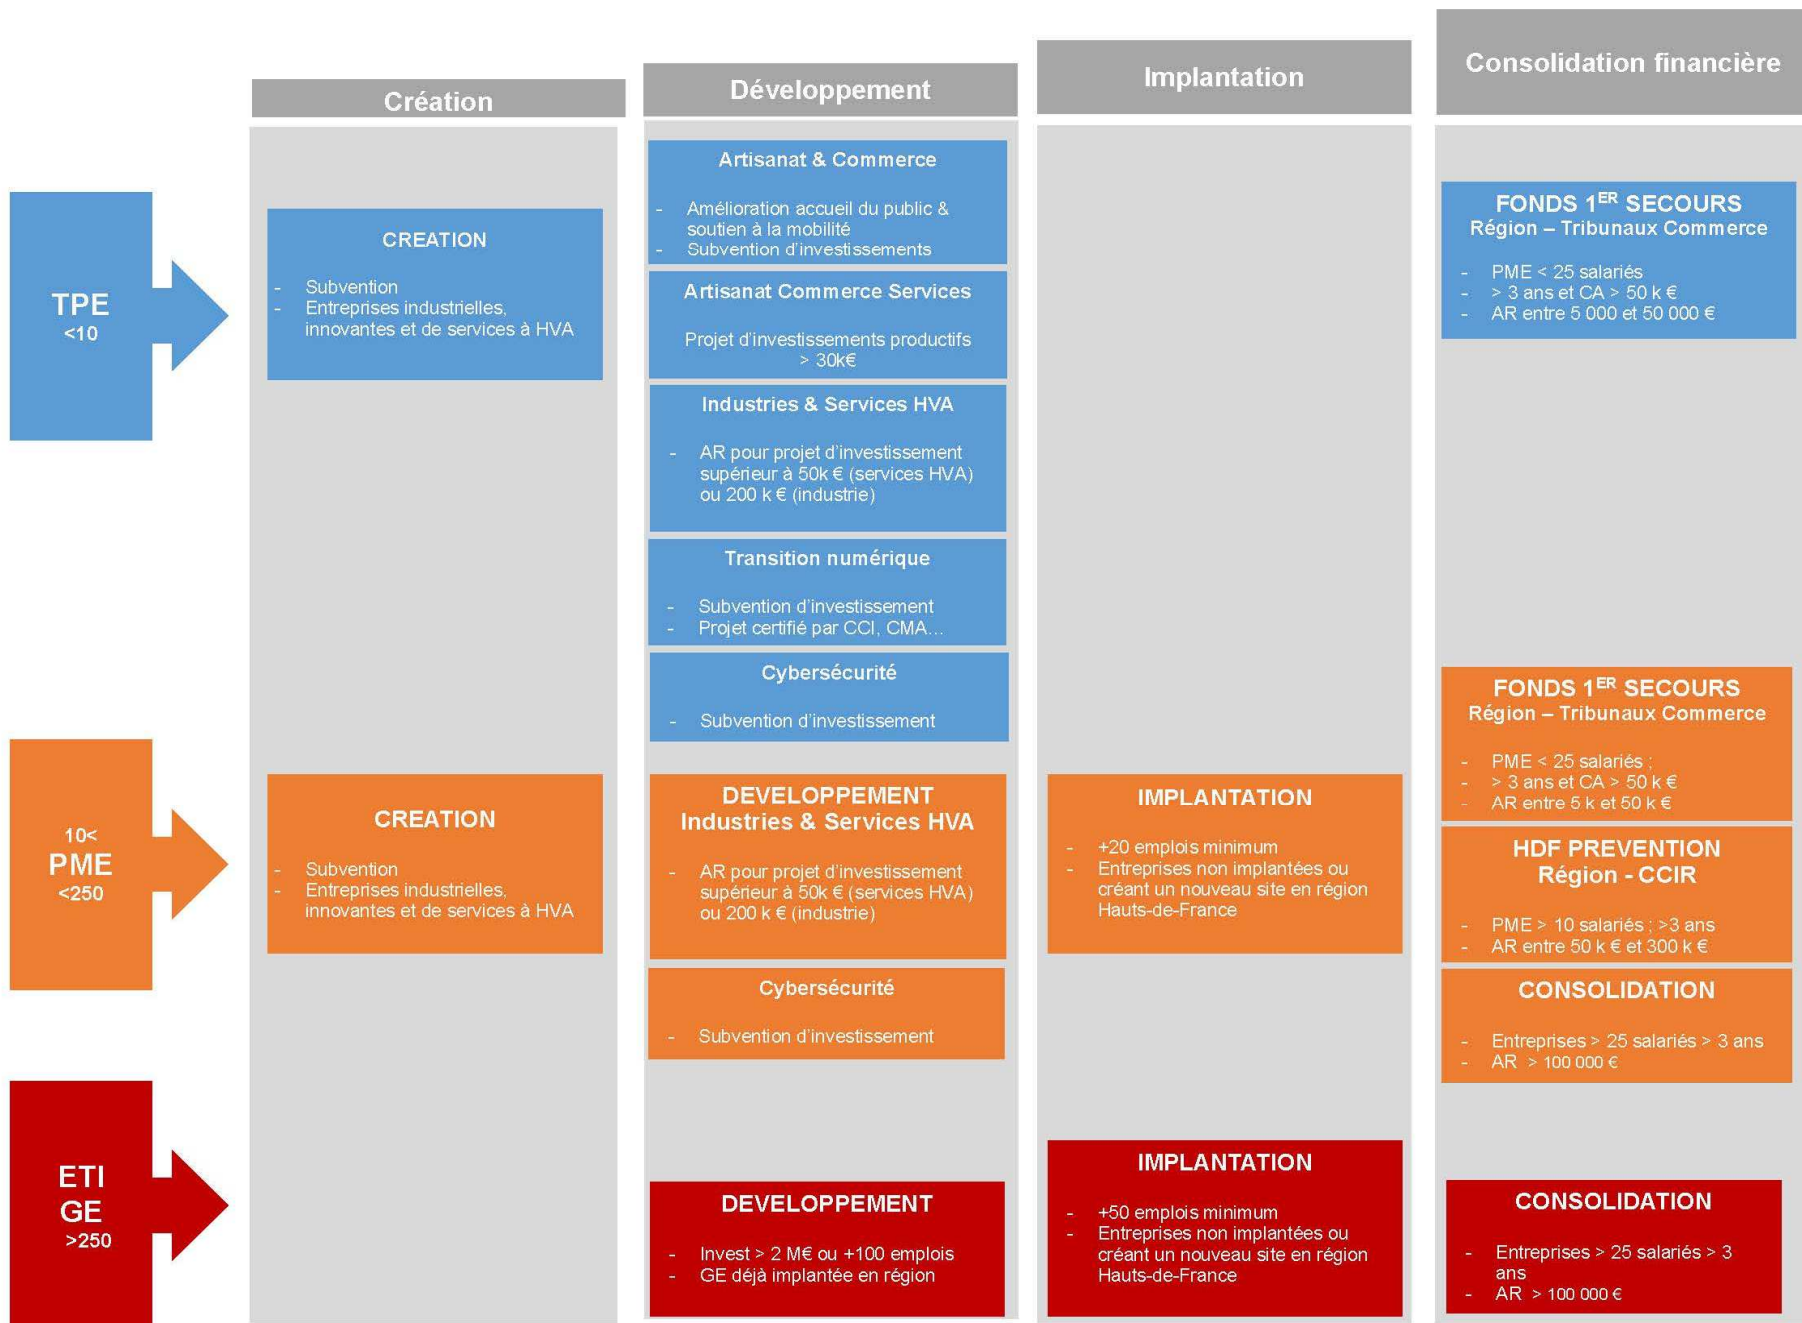 Création
Développement
Implantation
Consolidation financière
TPE
<10
CREATION
- Subvention
- Entreprises industrielles,
innovantes et de services à HVA
Artisanat & Commerce
- Amélioration accueil du public &
soutien à la mobilité
- Subvention d'investissements
Artisanat Commerce Services
Projet d'investissements productifs
> 30k€
Industries & Services HVA
- AR pour projet d'investissement
supérieur à 50k € (services HVA)
ou 200 k € (industrie)
Transition numérique
- Subvention d'investissement
- Projet certifié par CCI, CMA...
Cybersécurité
- Subvention d'investissement
FONDS 1ER SECOURS
Région – Tribunaux Commerce
- PME < 25 salariés
- > 3 ans et CA > 50 k €
- AR entre 5 000 et 50 000 €
10<
PME
<250
CREATION
- Subvention
- Entreprises industrielles,
innovantes et de services à HVA
DEVELOPPEMENT
Industries & Services HVA
- AR pour projet d'investissement
supérieur à 50k € (services HVA)
ou 200 k € (industrie)
Cybersécurité
- Subvention d'investissement
IMPLANTATION
- +20 emplois minimum
- Entreprises non implantées ou
créant un nouveau site en région
Hauts-de-France
FONDS 1ER SECOURS
Région – Tribunaux Commerce
- PME < 25 salariés ;
- > 3 ans et CA > 50 k €
- AR entre 5 k et 50 k €
HDF PREVENTION
Région - CCIR
- PME > 10 salariés ; >3 ans
- AR entre 50 k € et 300 k €
CONSOLIDATION
- Entreprises > 25 salariés > 3 ans
- AR > 100 000 €
ETI
GE
>250
DEVELOPPEMENT
- Invest > 2 M€ ou +100 emplois
- GE déjà implantée en région
IMPLANTATION
- +50 emplois minimum
- Entreprises non implantées ou
créant un nouveau site en région
Hauts-de-France
CONSOLIDATION
- Entreprises > 25 salariés > 3
ans
- AR > 100 000 €